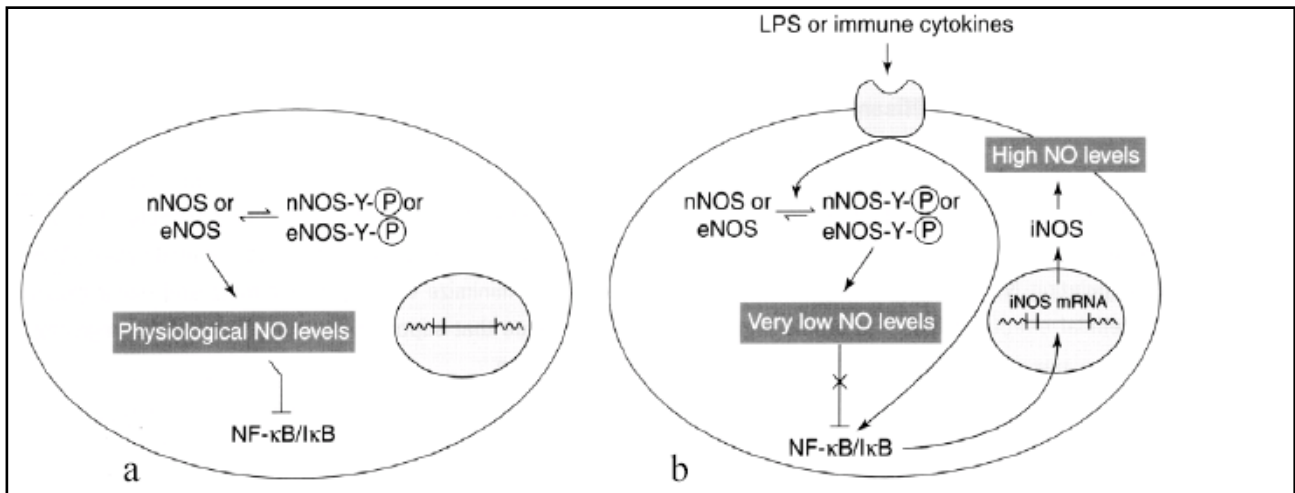 nNOS or
eNOS
nNOS-Y-Ⓟor
eNOS-Y-Ⓟ
Physiological NO levels
NF-κB/IκB
a
LPS or immune cytokines
High NO levels
nNOS or
eNOS
nNOS-Y-Ⓟor
eNOS-Y-Ⓟ
iNOS
iNOS mRNA
Very low NO levels
NF-κB/IκB
b